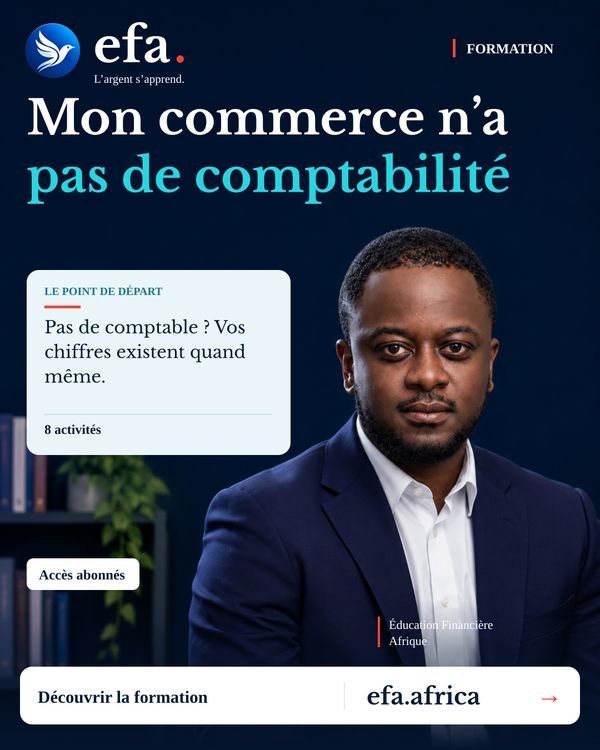 efa.
L’argent s’apprend.
FORMATION
Mon commerce n’a
pas de comptabilité
LE POINT DE DÉPART
Pas de comptable ? Vos
chiffres existent quand
même.
8 activités
Accès abonnés
Éducation Financière
Afrique
Découvrir la formation
efa.africa →